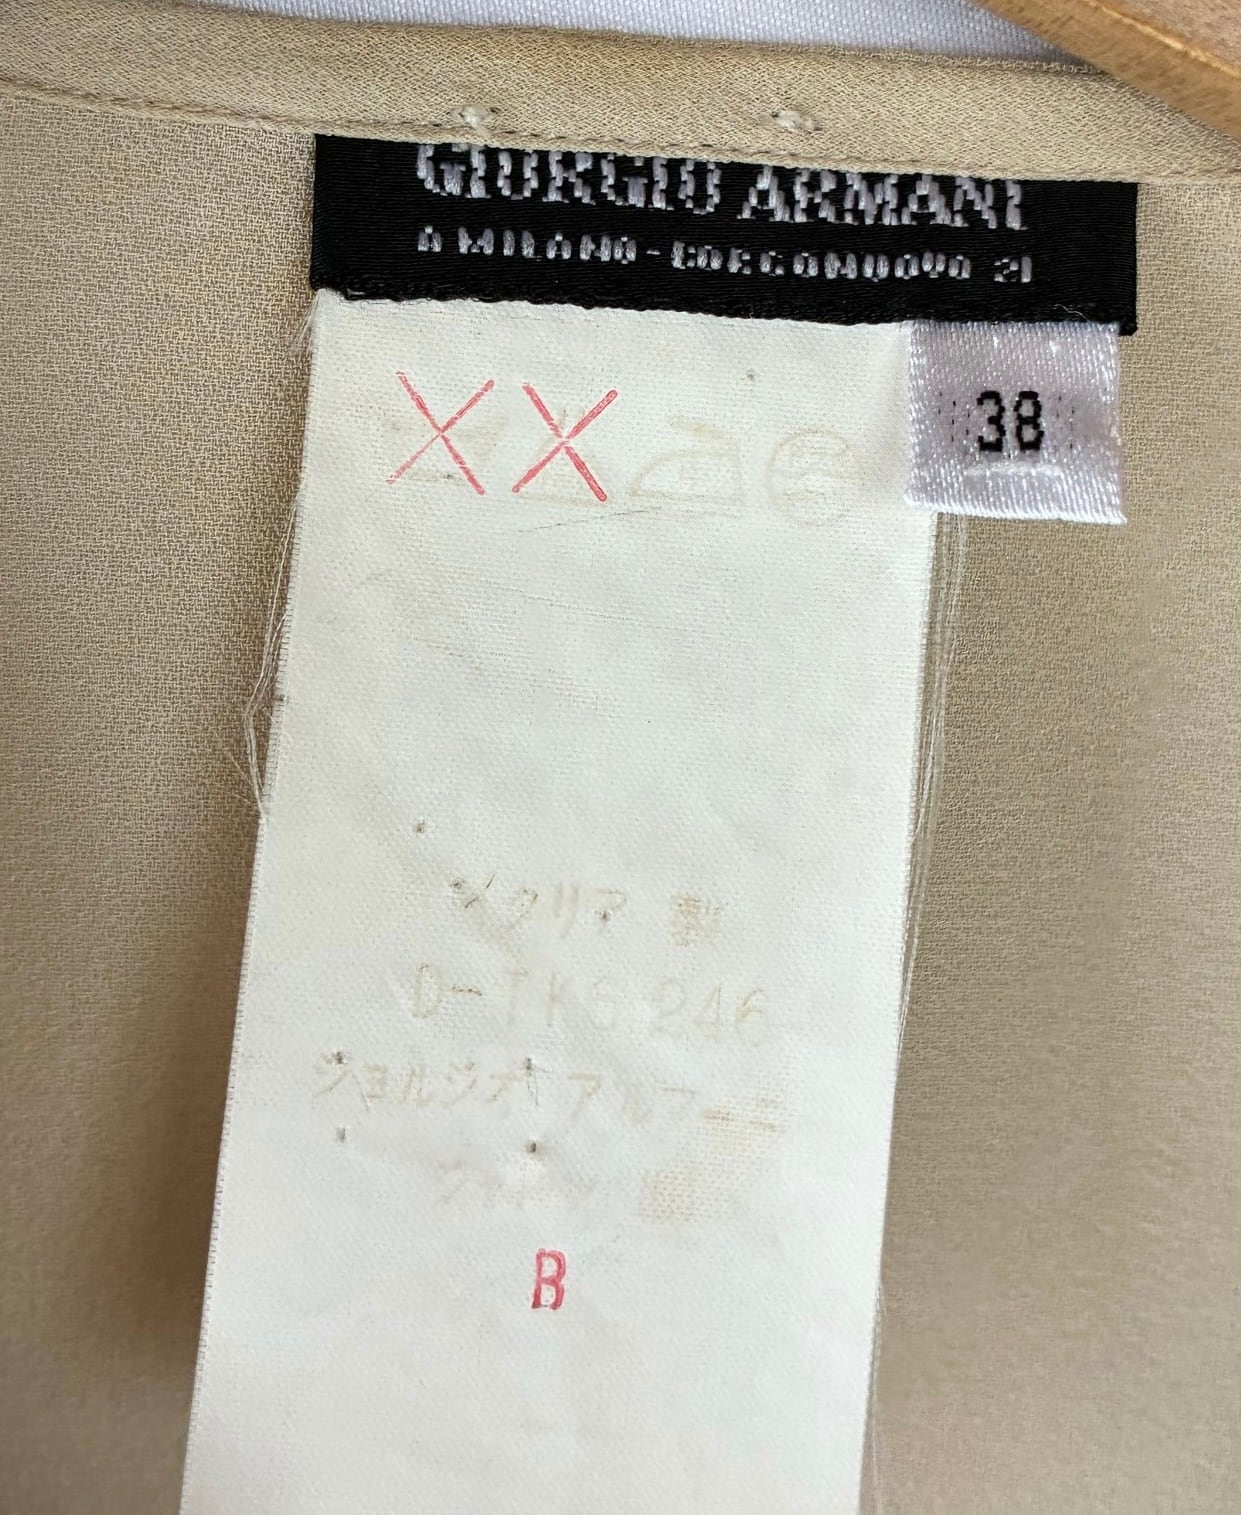 GIORGIO ARMANI
A MILANO-BORGONUOVO 21
38
イタリア 製
D-TKS 246
ジョルジオ アルマーニ
B